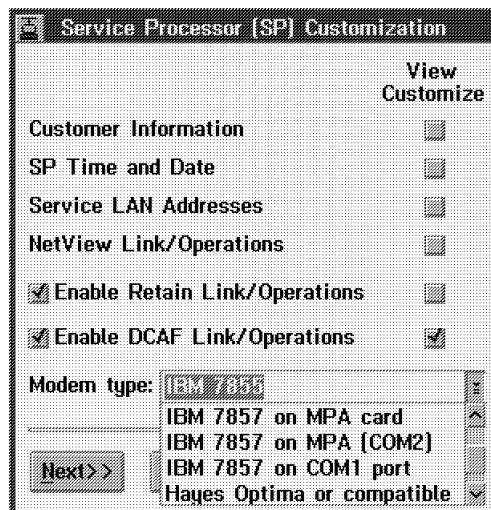 Service Processor (SP) Customization
View
Customize
Customer Information
SP Time and Date
Service LAN Addresses
NetView Link/Operations
Enable Retain Link/Operations
Enable DCAF Link/Operations
Modem type: IBM 7855
IBM 7857 on MPA card
IBM 7857 on MPA (COM2)
IBM 7857 on COM1 port
Hayes Optima or compatible
Next>>